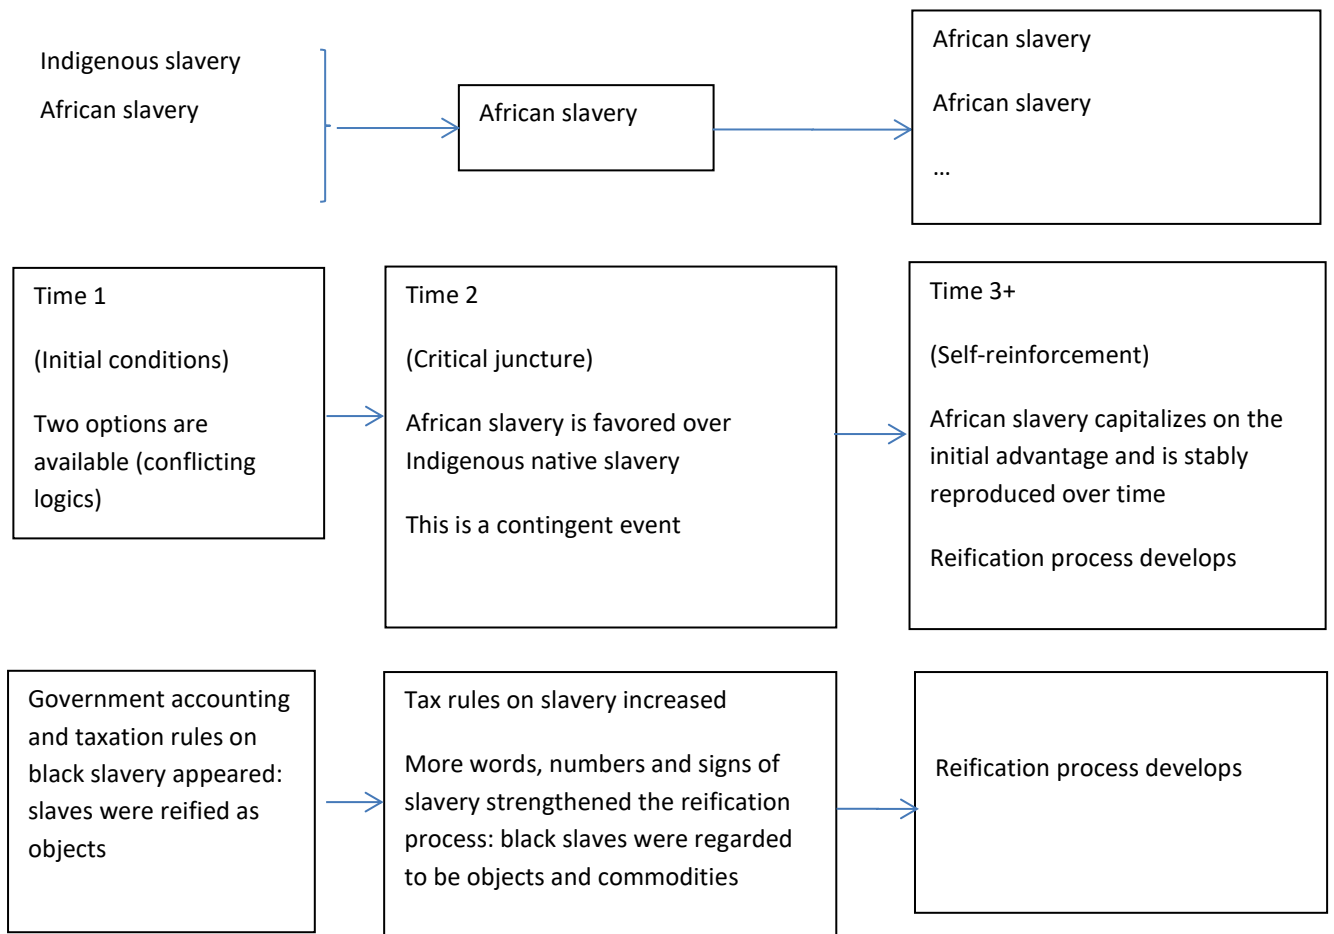 Indigenous slavery
African slavery
African slavery
African slavery
African slavery
...
Time 1
(Initial conditions)
Two options are
available (conflicting
logics)
Time 2
(Critical juncture)
African slavery is favored over
Indigenous native slavery
This is a contingent event
Time 3+
(Self-reinforcement)
African slavery capitalizes on the
initial advantage and is stably
reproduced over time
Reification process develops
Government accounting
and taxation rules on
black slavery appeared:
slaves were reified as
objects
Tax rules on slavery increased
More words, numbers and signs of
slavery strengthened the reification
process: black slaves were regarded
to be objects and commodities
Reification process develops